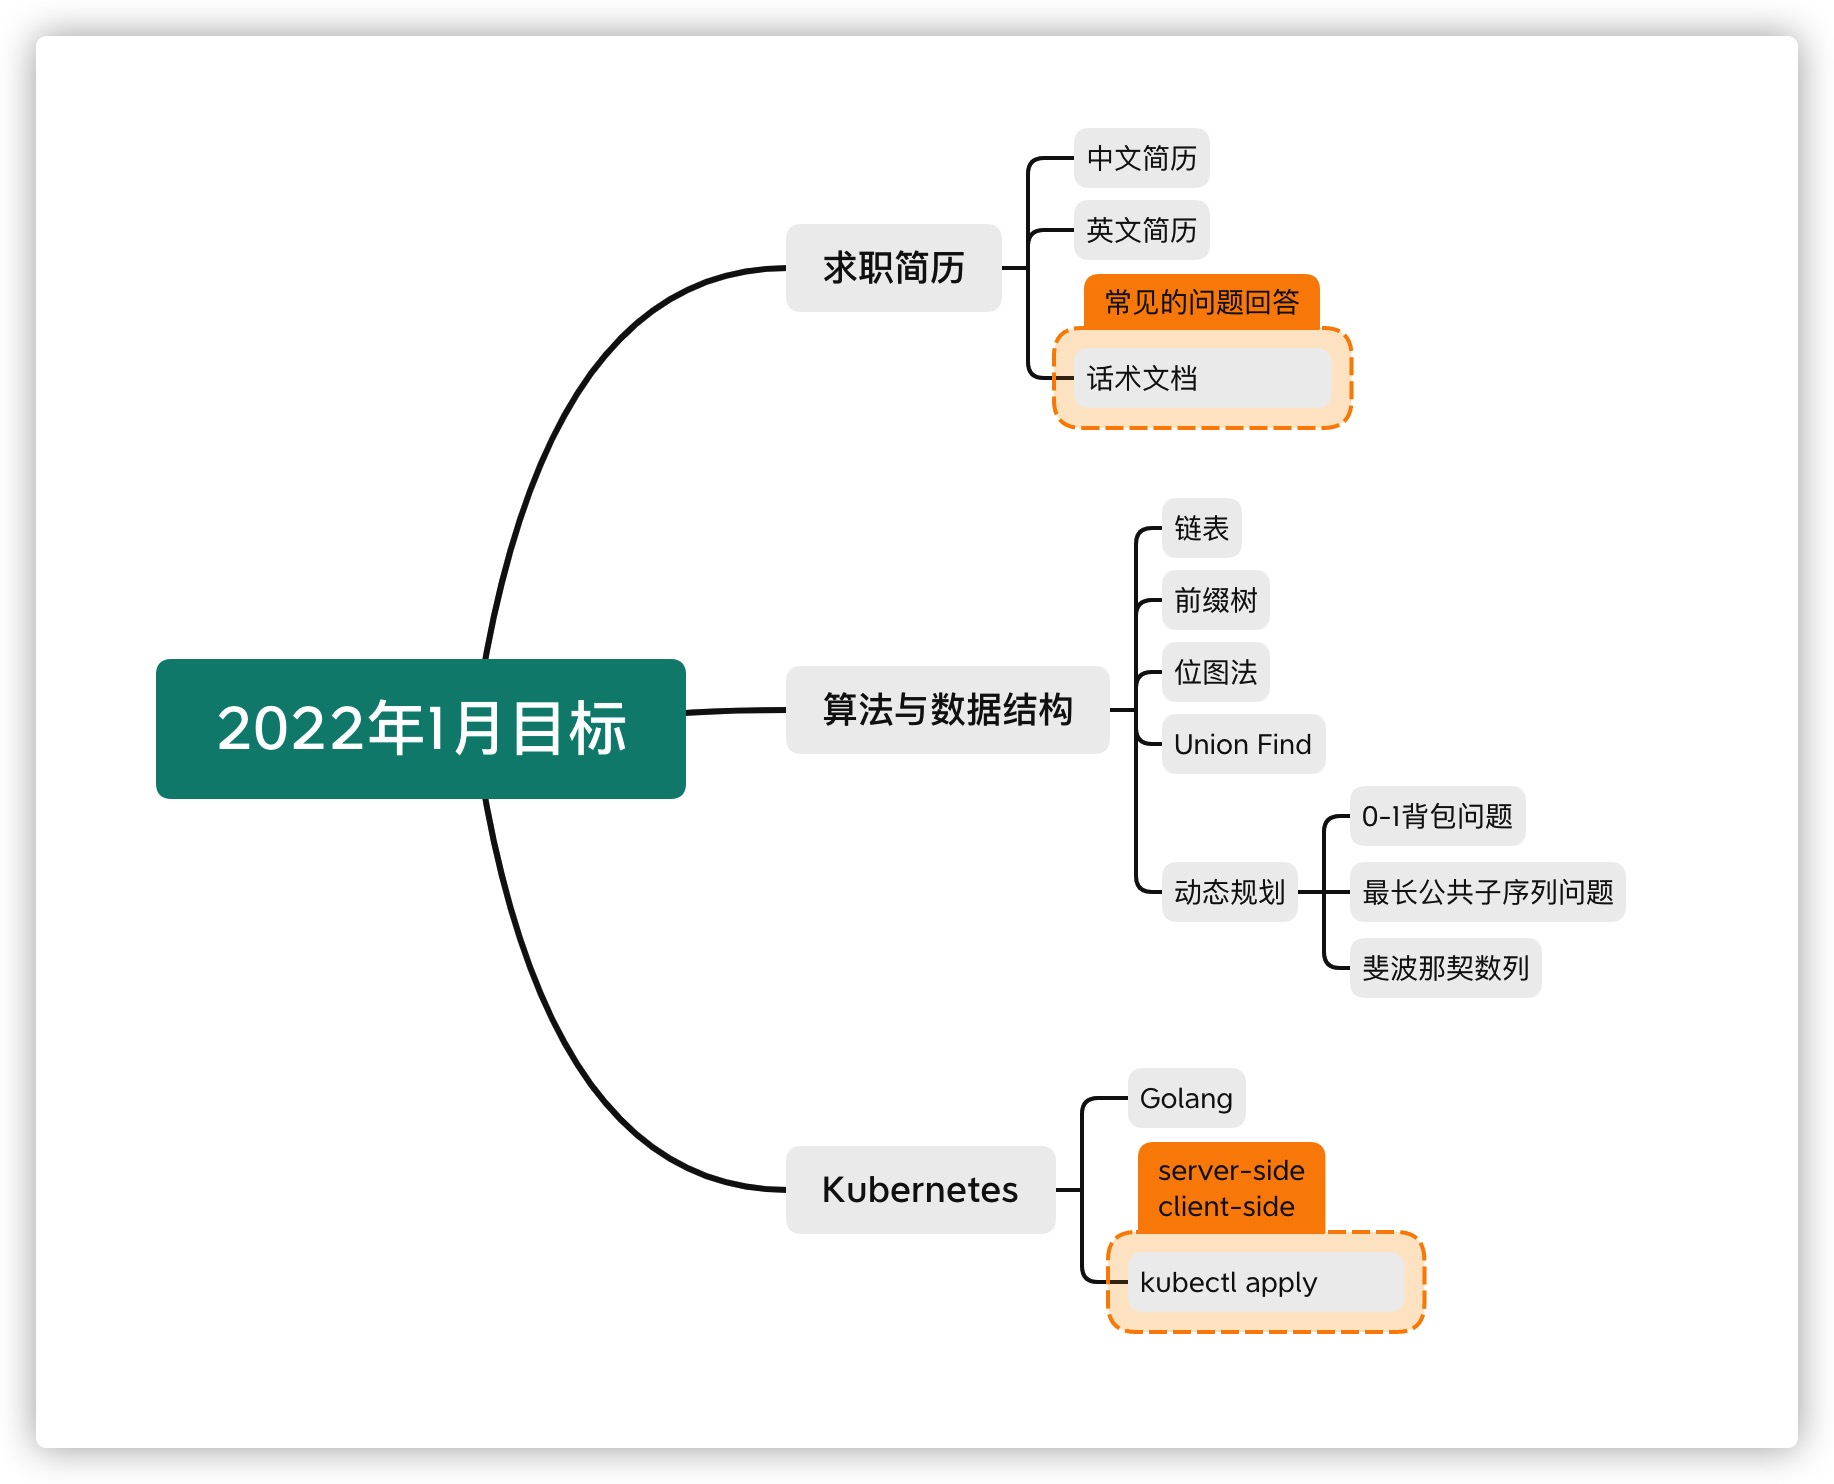 2022年1月目标
求职简历
中文简历
英文简历
常见的问题回答
话术文档
算法与数据结构
链表
前缀树
位图法
Union Find
动态规划
0-1背包问题
最长公共子序列问题
斐波那契数列
Kubernetes
Golang
server-side
client-side
kubectl apply